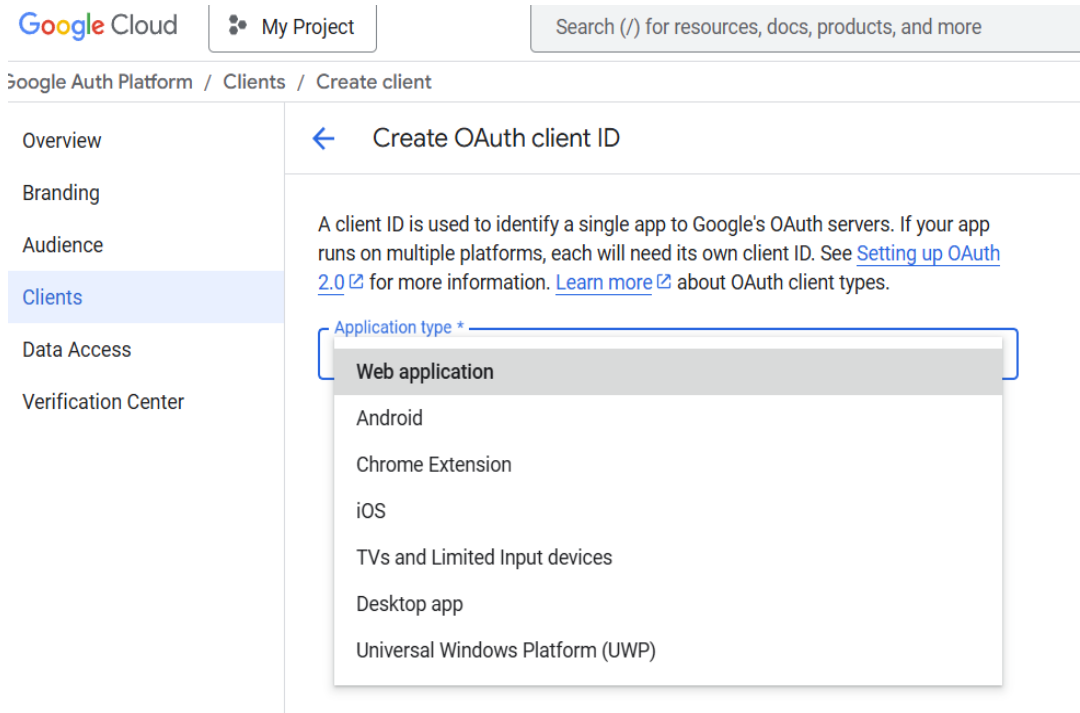 Google Cloud My Project Search (/) for resources, docs, products, and more
Google Auth Platform / Clients / Create client
Overview
Branding
Audience
Clients
Data Access
Verification Center
Create OAuth client ID
A client ID is used to identify a single app to Google's OAuth servers. If your app
runs on multiple platforms, each will need its own client ID. See Setting up OAuth
2.0 for more information. Learn more about OAuth client types.
Application type *
Web application
Android
Chrome Extension
iOS
TVs and Limited Input devices
Desktop app
Universal Windows Platform (UWP)